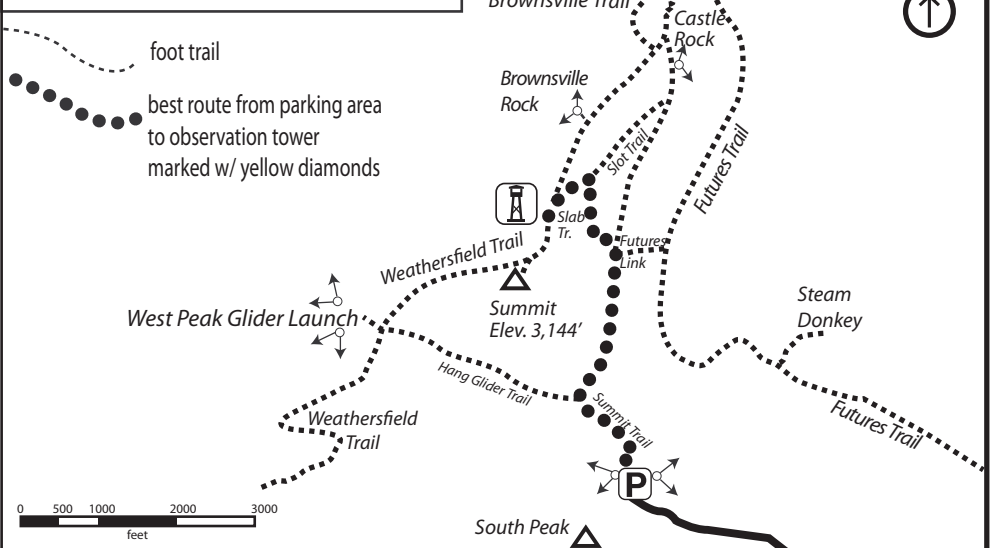 Brownsville Trail
Castle
Rock
foot trail
Brownsville
Rock
best route from parking area
to observation tower
marked w/ yellow diamonds
Slot Trail
Futures Trail
Slab
Tr.
Futures
Link
Weathersfield Trail
Summit
Elev. 3,144'
Steam
Donkey
West Peak Glider Launch
Hang Glider Trail
Summit Trail
Futures Trail
Weathersfield
Trail
P
0 500 1000 2000 3000
feet
South Peak